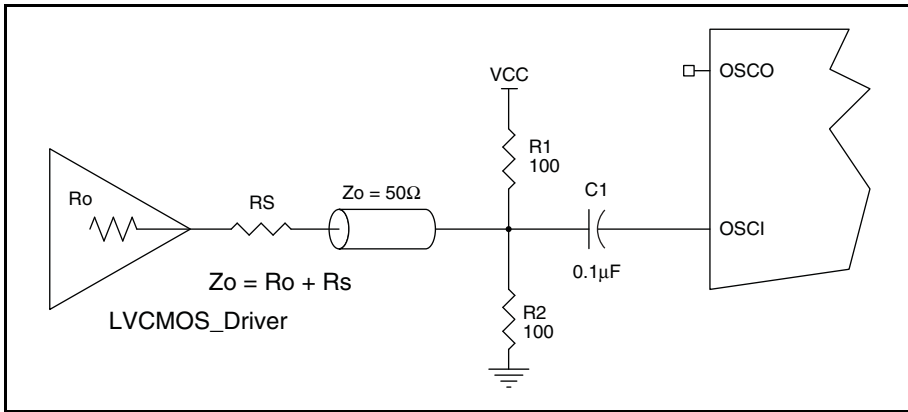 OSCO
VCC
R1
100
C1
Ro
RS
Zo = 50Ω
OSCI
0.1μF
Zo = Ro + Rs
LVCMOS_Driver
R2
100